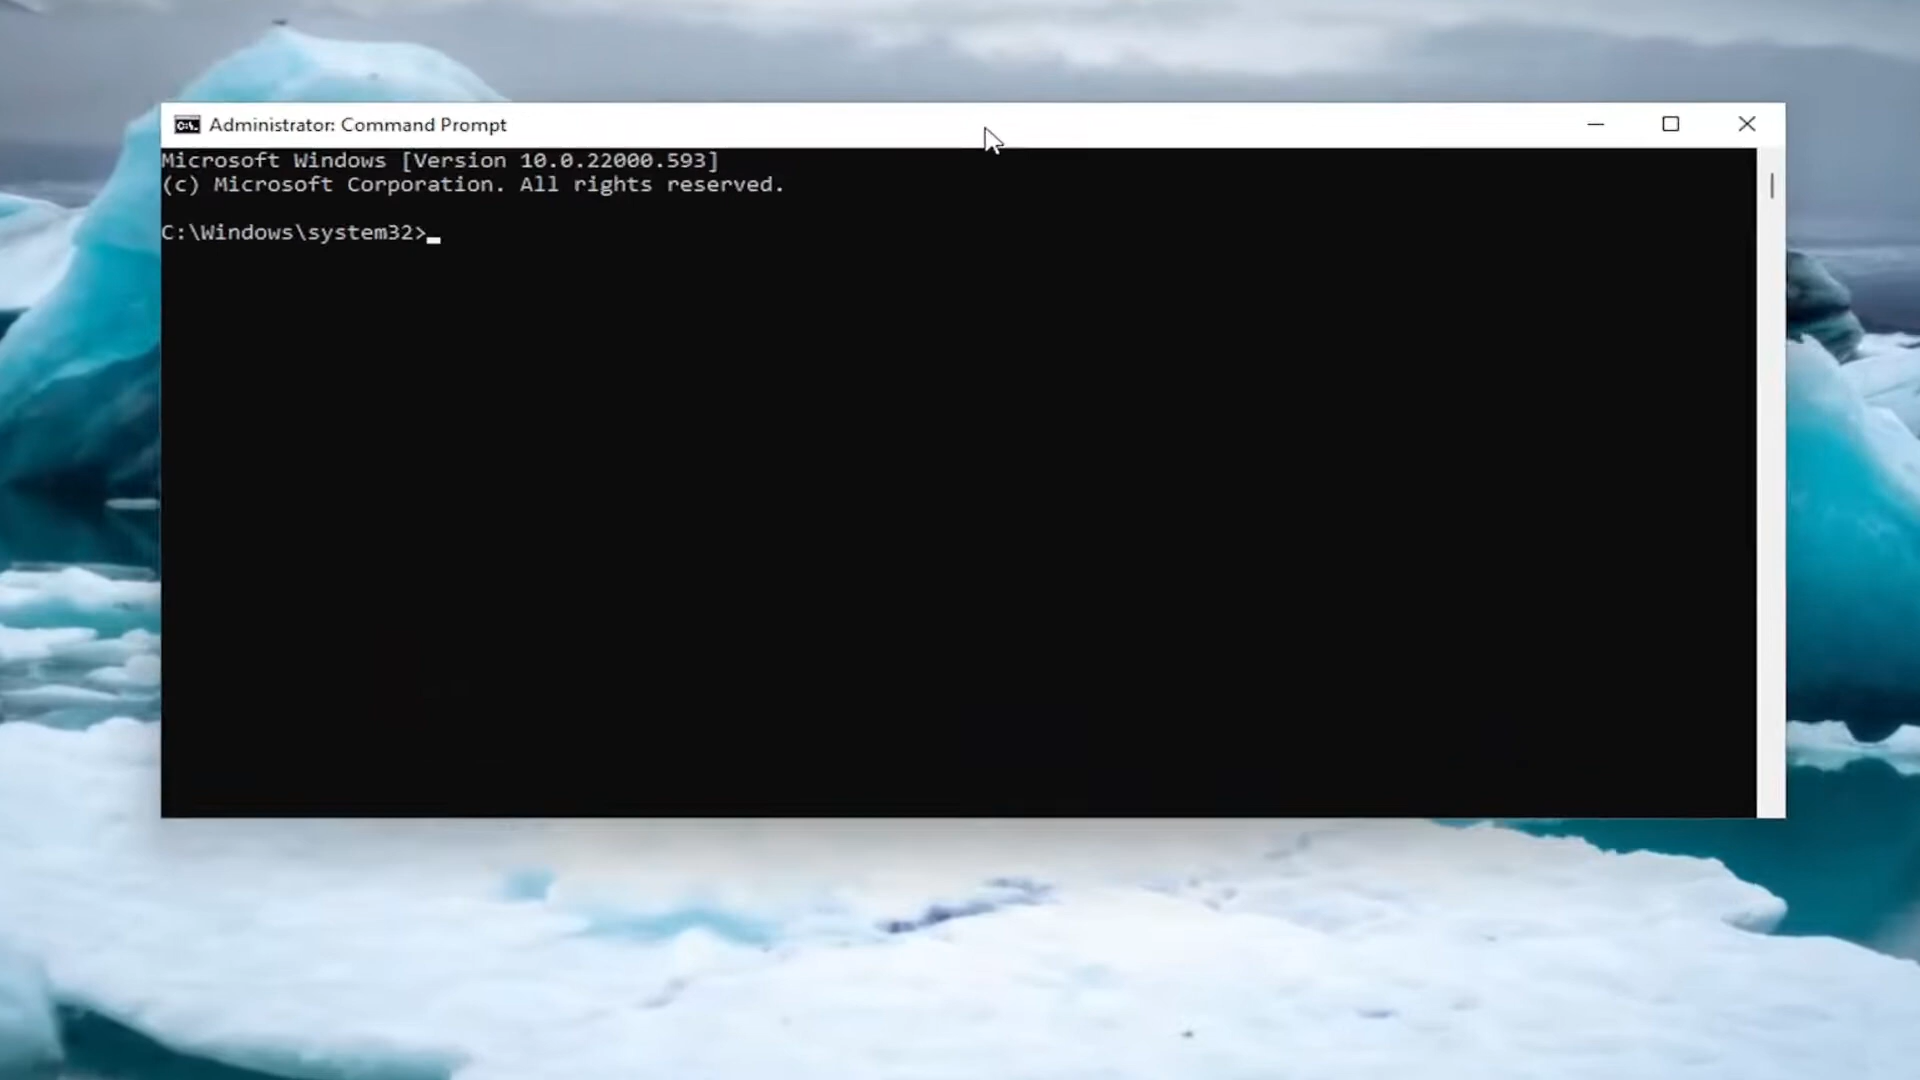 Administrator: Command Prompt
Microsoft Windows [Version 10.0.22000.593]
(c) Microsoft Corporation. All rights reserved.
C:\Windows\system32>